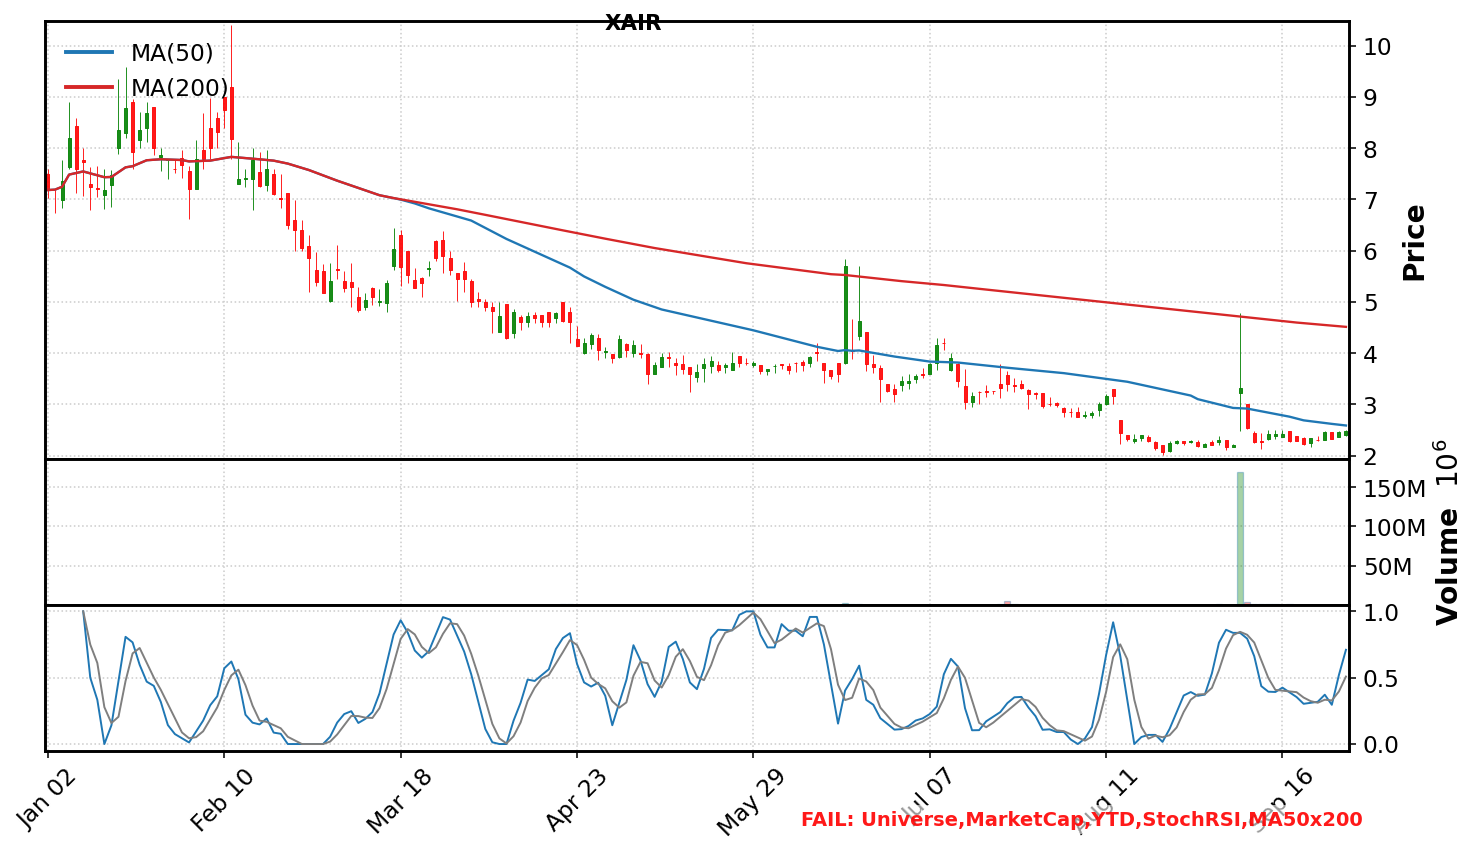 XAIR
MA(50)
MA(200)
10
9
8
7
6
5
4
3
2
Price
150M
100M
50M
Volume 10⁶
1.0
0.5
0.0
Jan 02
Feb 10
Mar 18
Apr 23
May 29
Jul 07
Aug 11
Sep 16
FAIL: Universe,MarketCap,YTD,StochRSI,MA50x200